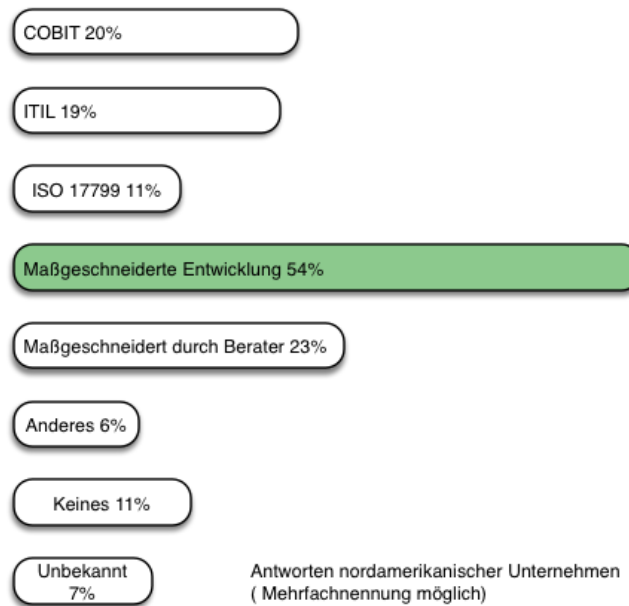 COBIT 20%
ITIL 19%
ISO 17799 11%
Maßgeschneiderte Entwicklung 54%
Maßgeschneidert durch Berater 23%
Anderes 6%
Keines 11%
Unbekannt
7%
Antworten nordamerikanischer Unternehmen
( Mehrfachnennung möglich)